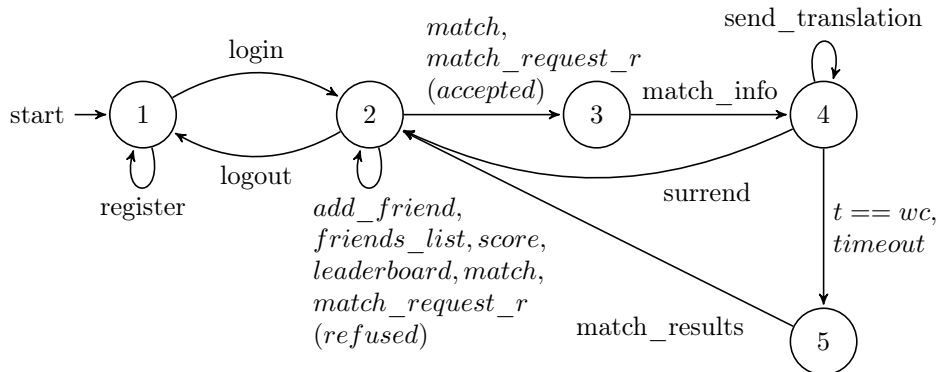 send_translation
match,
login
match_request_r
(accepted)
match_info
start
1
2
3
4
logout
register
surrend
add_friend,
friends_list, score,
leaderboard, match,
match_request_r
(refused)
t == wc,
timeout
match_results
5